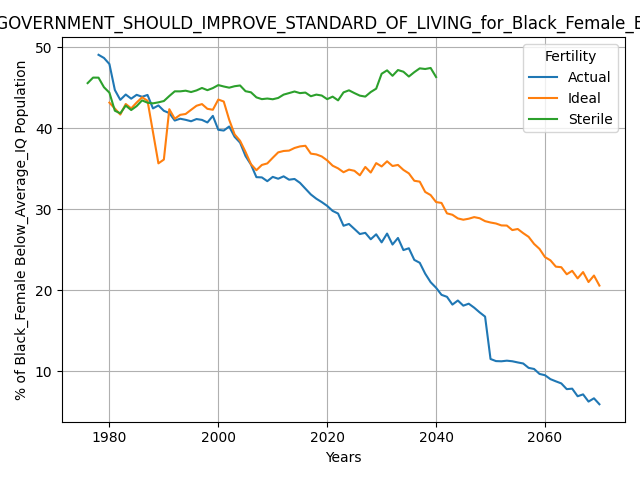 GOVERNMENT_SHOULD_IMPROVE_STANDARD_OF_LIVING_for_Black_Female_B
Fertility
Actual
Ideal
Sterile
% of Black_Female Below_Average_IQ Population
50
40
30
20
10
1980 2000 2020 2040 2060
Years